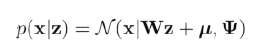 p(x|z) = 𝒩(x|Wz + μ, Ψ)